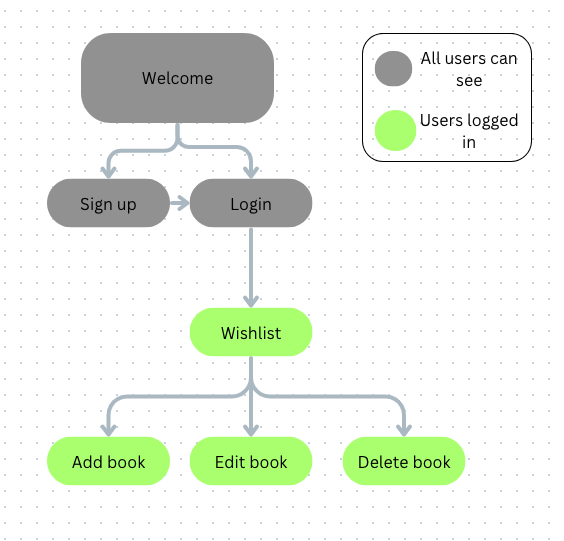 Welcome
All users can
see
Users logged
in
Sign up
Login
Wishlist
Add book
Edit book
Delete book